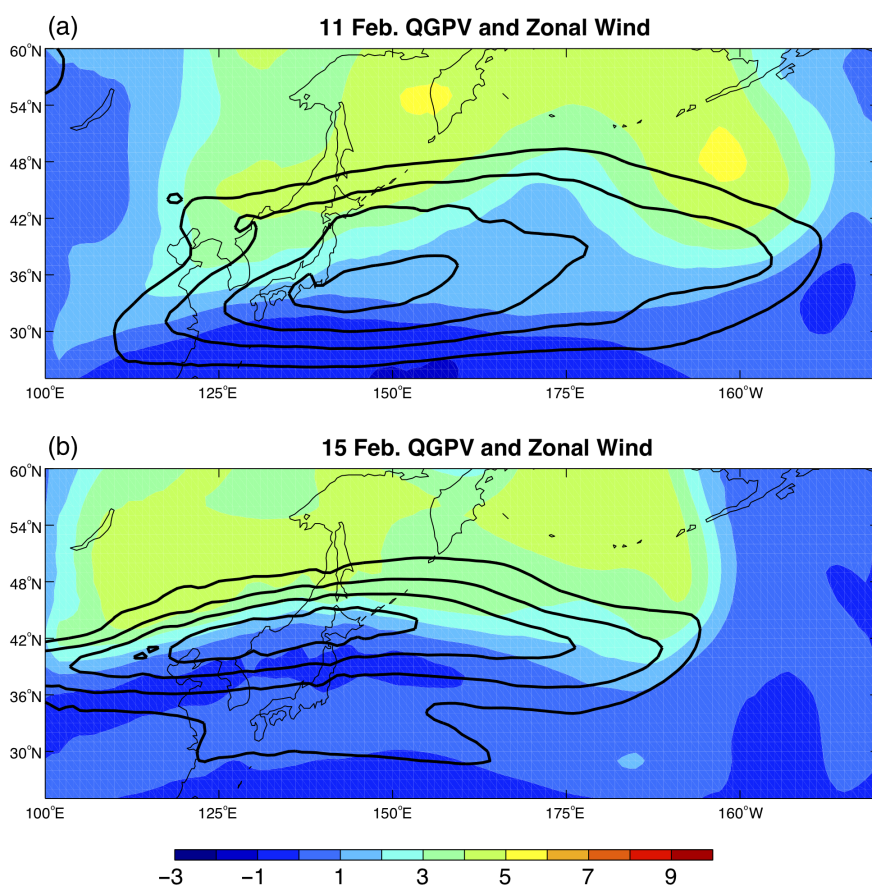 (a)
11 Feb. QGPV and Zonal Wind
60°N
54°N
48°N
42°N
36°N
30°N
100°E 125°E 150°E 175°E 160°W
(b)
15 Feb. QGPV and Zonal Wind
60°N
54°N
48°N
42°N
36°N
30°N
100°E 125°E 150°E 175°E 160°W
−3 −1 1 3 5 7 9